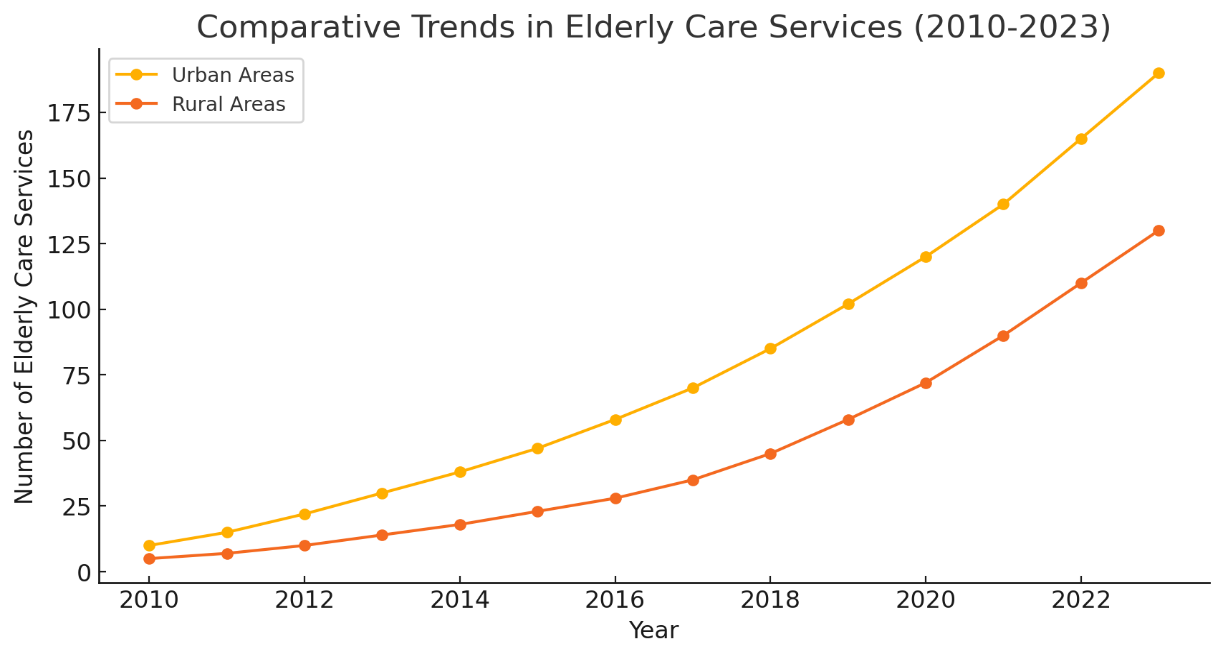 Comparative Trends in Elderly Care Services (2010-2023)
Urban Areas
Rural Areas
Number of Elderly Care Services
175
150
125
100
75
50
25
0
2010 2012 2014 2016 2018 2020 2022
Year